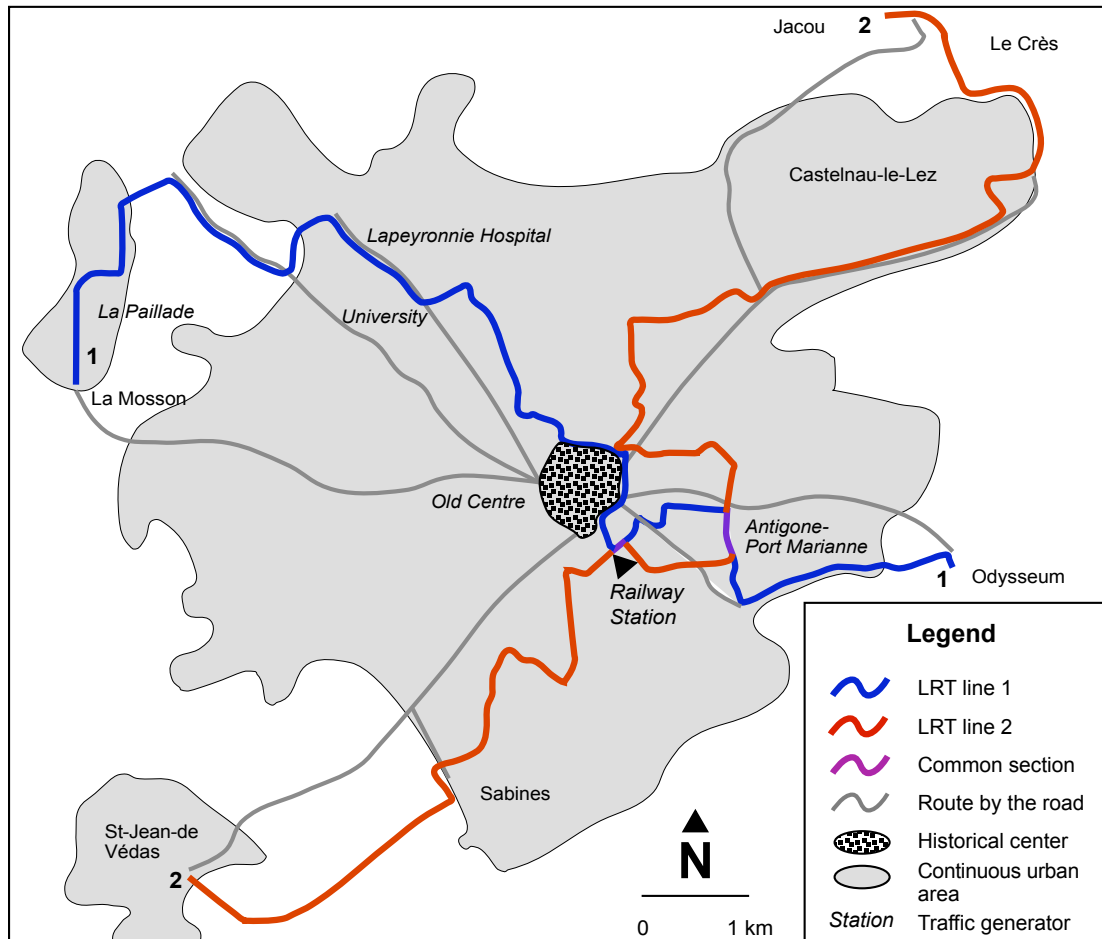 Jacou 2
Le Crès
Castelnau-le-Lez
Lapeyronnie Hospital
La Paillade
University
1
La Mosson
Old Centre
Antigone-
Port Marianne
1 Odysseum
Railway
Station
Sabines
St-Jean-de
Védas
2
N
0 1 km
Legend
LRT line 1
LRT line 2
Common section
Route by the road
Historical center
Continuous urban
area
Station Traffic generator